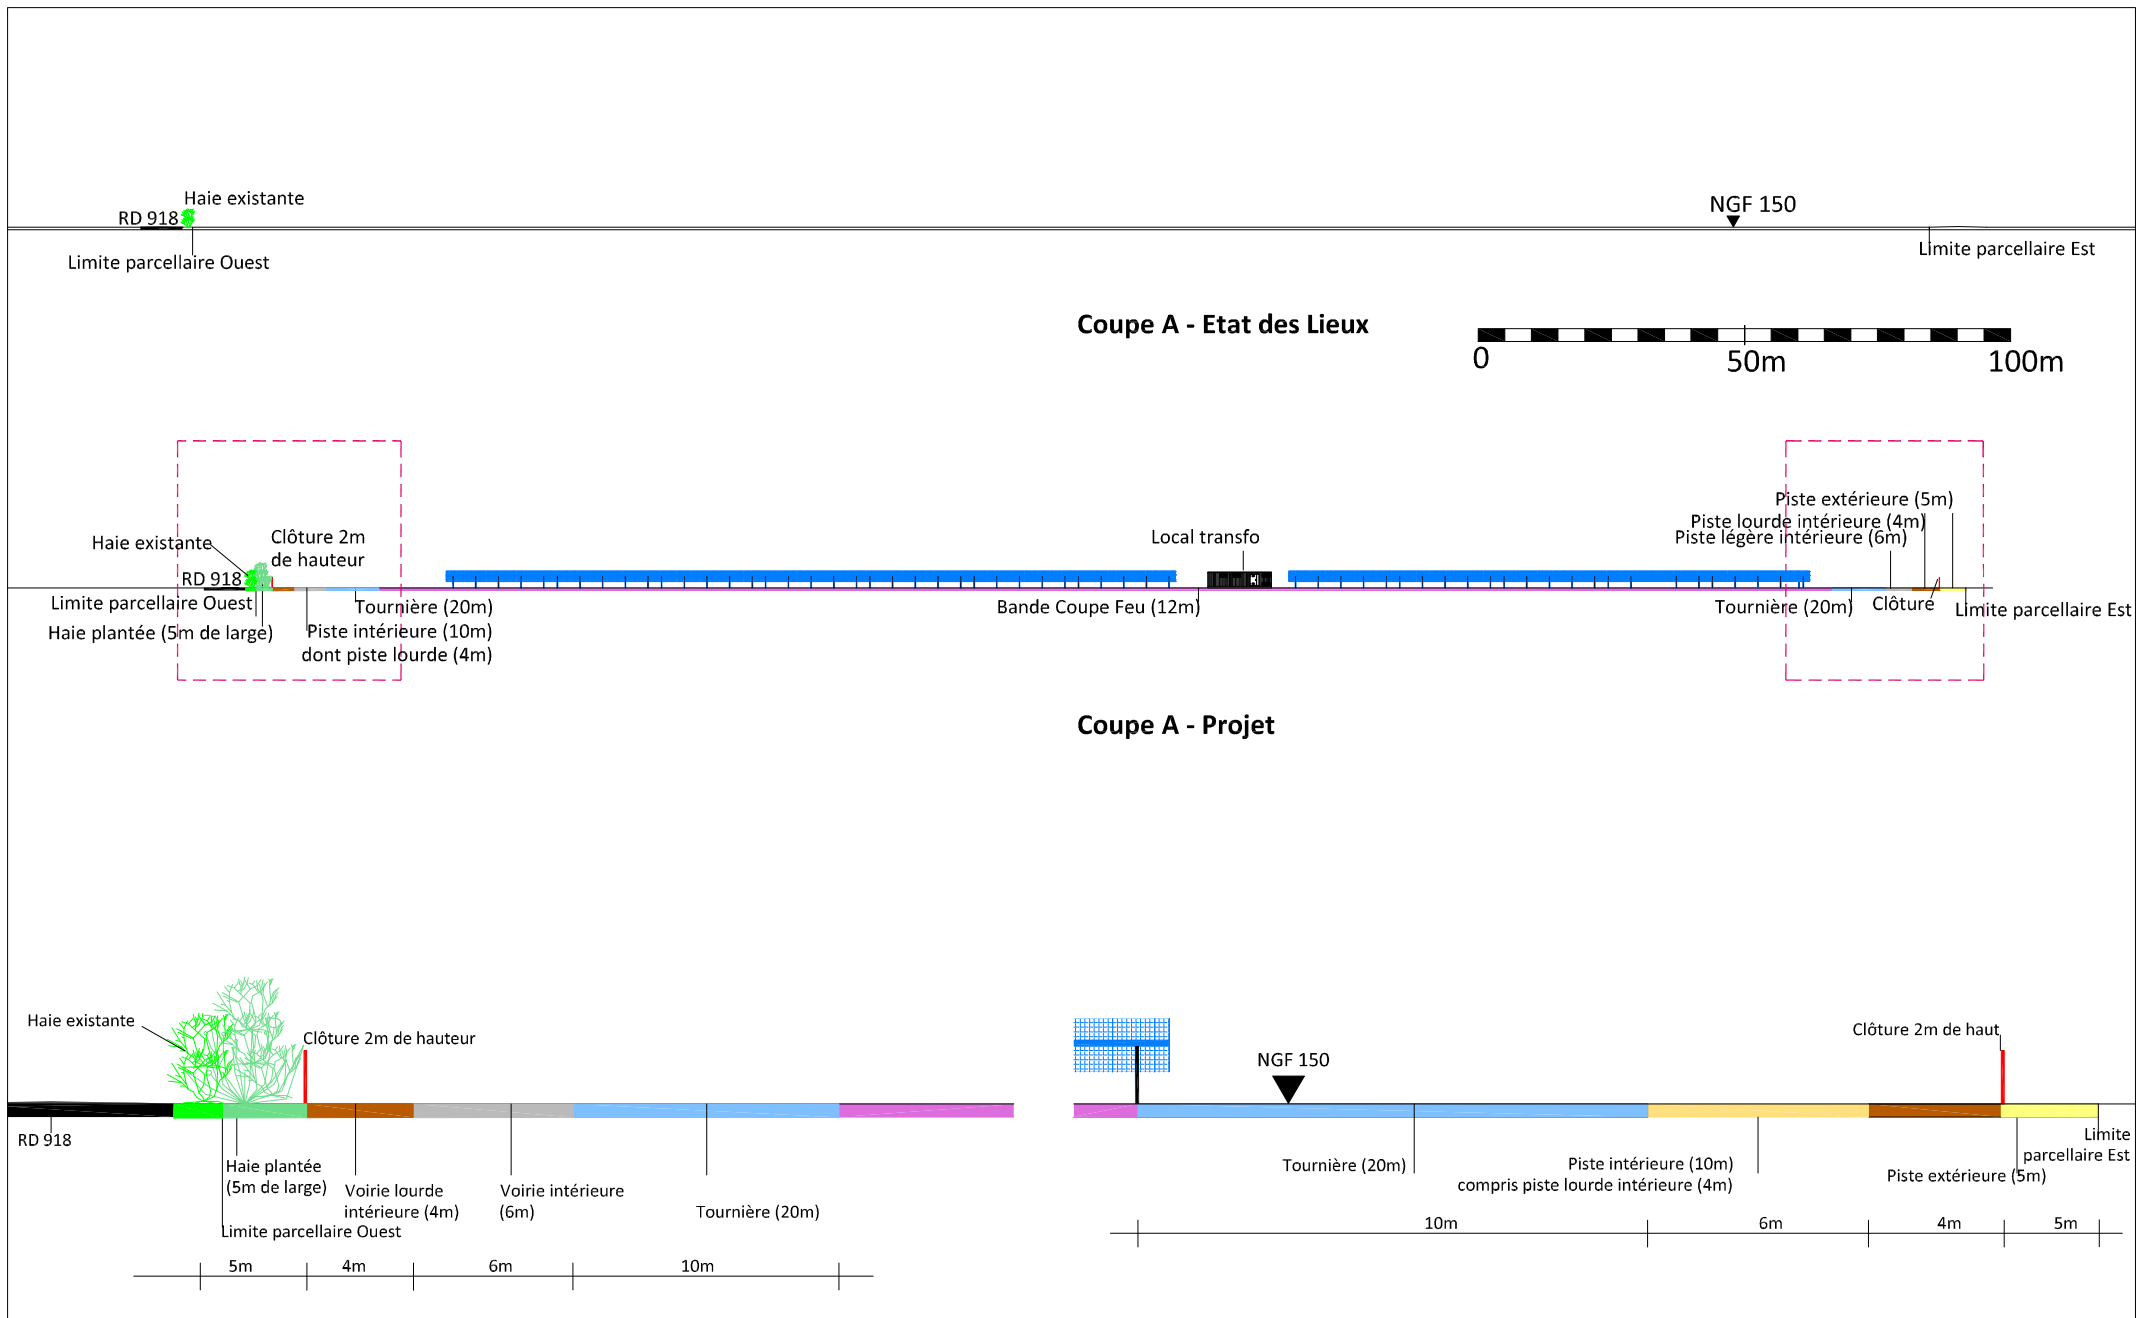 Haie existante
RD 918
Limite parcellaire Ouest
NGF 150
Limite parcellaire Est
Coupe A - Etat des Lieux
0
50m
100m
Haie existante
Clôture 2m
de hauteur
RD 918
Limite parcellaire Ouest
Haie plantée (5m de large)
Tournière (20m)
Piste intérieure (10m)
dont piste lourde (4m)
Local transfo
Bande Coupe Feu (12m)
Piste extérieure (5m)
Piste lourde intérieure (4m)
Piste légère intérieure (6m)
Tournière (20m)
Clôture
Limite parcellaire Est
Coupe A - Projet
Haie existante
Clôture 2m de hauteur
RD 918
Haie plantée
(5m de large)
Limite parcellaire Ouest
Voirie lourde
intérieure (4m)
Voirie intérieure
(6m)
Tournière (20m)
5m
4m
6m
10m
NGF 150
Clôture 2m de haut
Tournière (20m)
Piste intérieure (10m)
compris piste lourde intérieure (4m)
Limite
parcellaire Est
Piste extérieure (5m)
10m
6m
4m
5m